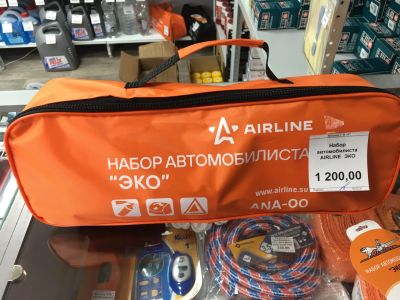 AIRLINE
НАБОР АВТОМОБИЛИСТА
"ЭКО"
www.airline.su
ANA-00
Набор
автомобилиста
AIRLINE ЭКО
1 200,00